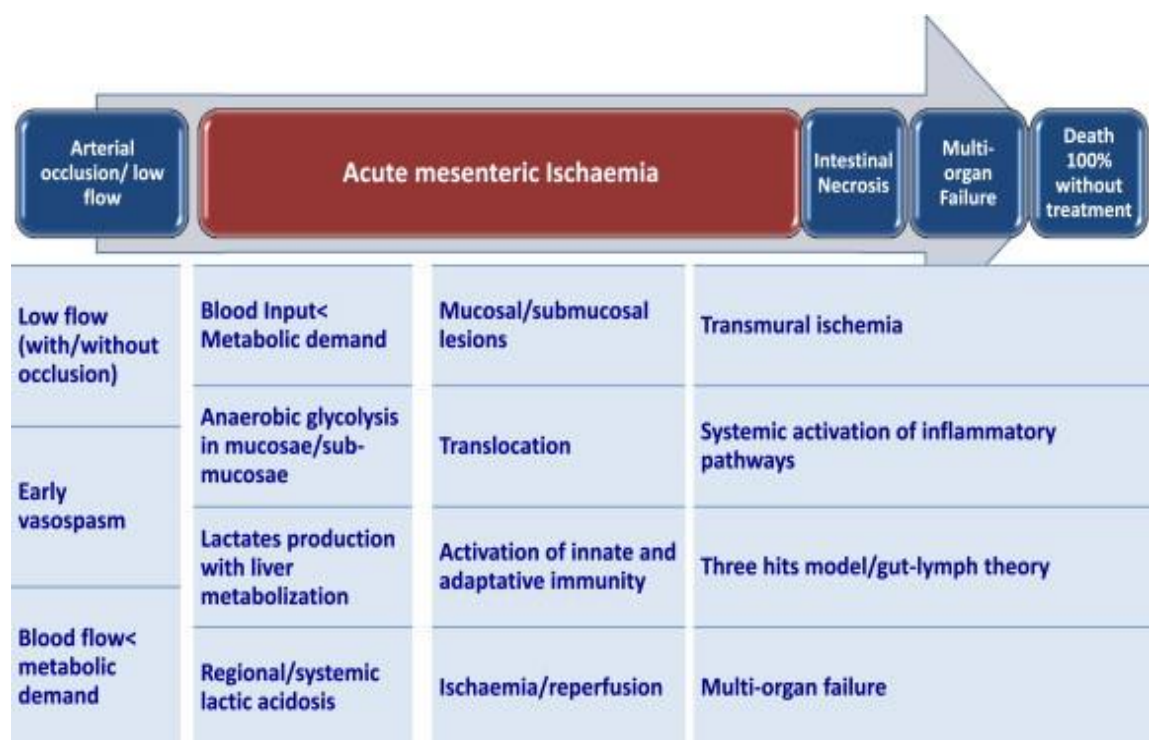 Arterial
occlusion/ low
flow
Acute mesenteric Ischaemia
Intestinal
Necrosis
Multi-
organ
Failure
Death
100%
without
treatment
Low flow
(with/without
occlusion)
Early
vasospasm
Blood flow<
metabolic
demand
Blood Input<
Metabolic demand
Anaerobic glycolysis
in mucosae/sub-
mucosae
Lactates production
with liver
metabolization
Regional/systemic
lactic acidosis
Mucosal/submucosal
lesions
Translocation
Activation of innate and
adaptative immunity
Ischaemia/reperfusion
Transmural ischemia
Systemic activation of inflammatory
pathways
Three hits model/gut-lymph theory
Multi-organ failure